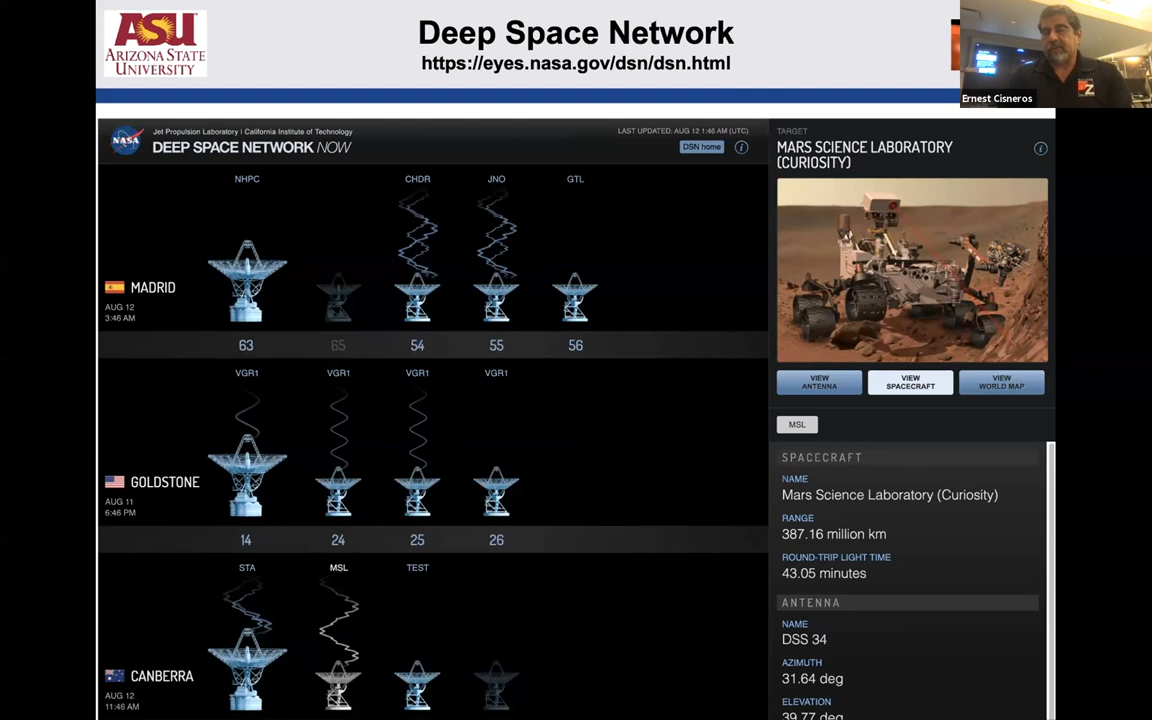 ASU
ARIZONA STATE
UNIVERSITY
Deep Space Network
https://eyes.nasa.gov/dsn/dsn.html
Ernest Cisneros
NASA
Jet Propulsion Laboratory | California Institute of Technology
DEEP SPACE NETWORK NOW
LAST UPDATED: AUG 12 1:46 AM (UTC)
DSN home
i
NHPC CHDR JNO GTL
MADRID
AUG 12
3:46 AM
63 65 54 55 56
VGR1 VGR1 VGR1 VGR1
GOLDSTONE
AUG 11
6:46 PM
14 24 25 26
STA MSL TEST
CANBERRA
AUG 12
11:46 AM
TARGET
MARS SCIENCE LABORATORY
(CURIOSITY)
i
VIEW
ANTENNA
VIEW
SPACECRAFT
VIEW
WORLD MAP
MSL
SPACECRAFT
NAME
Mars Science Laboratory (Curiosity)
RANGE
387.16 million km
ROUND-TRIP LIGHT TIME
43.05 minutes
ANTENNA
NAME
DSS 34
AZIMUTH
31.64 deg
ELEVATION
39.77 deg